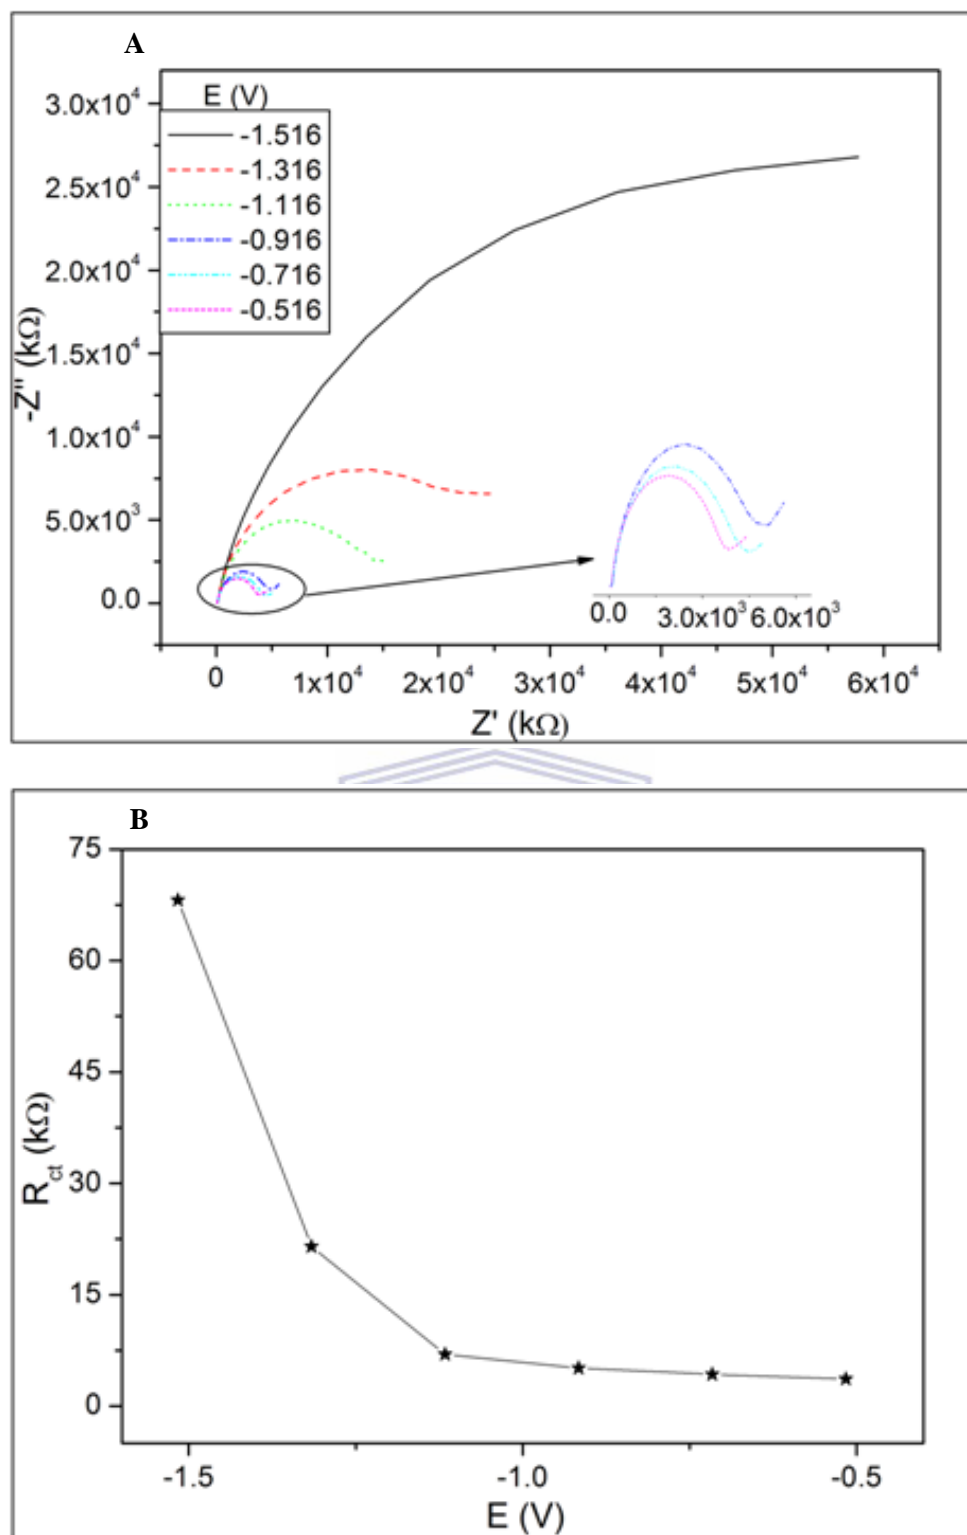 A
E (V)
-1.516
-1.316
-1.116
-0.916
-0.716
-0.516
3.0x10⁴
2.5x10⁴
2.0x10⁴
1.5x10⁴
1.0x10⁴
5.0x10³
0.0
-Z'' (kΩ)
0.0 3.0x10³ 6.0x10³
0 1x10⁴ 2x10⁴ 3x10⁴ 4x10⁴ 5x10⁴ 6x10⁴
Z' (kΩ)
B
75
60
45
30
15
0
R_ct (kΩ)
-1.5 -1.0 -0.5
E (V)